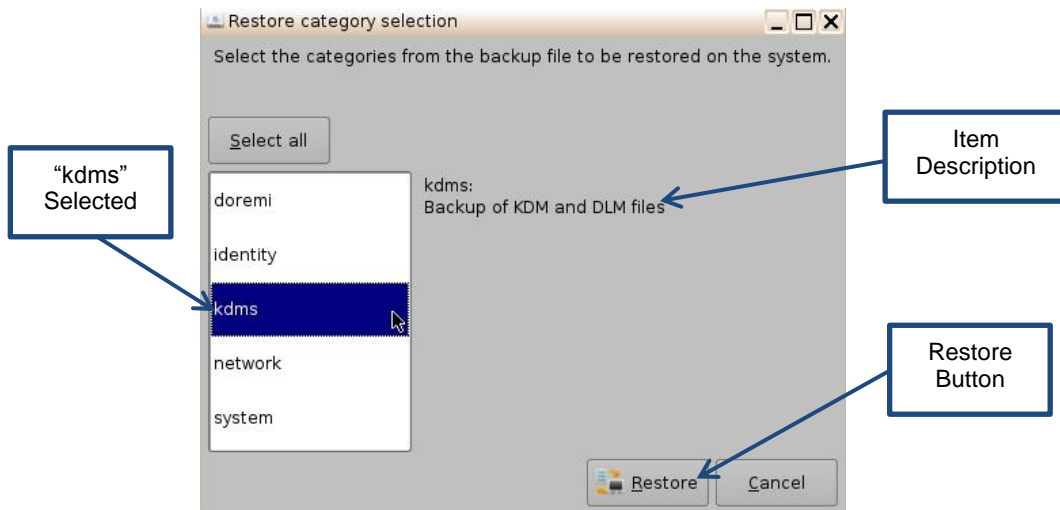 Restore category selection
Select the categories from the backup file to be restored on the system.
Select all
“kdms”
Selected
doremi
identity
kdms
network
system
kdms:
Backup of KDM and DLM files
Item
Description
Restore
Button
Restore
Cancel